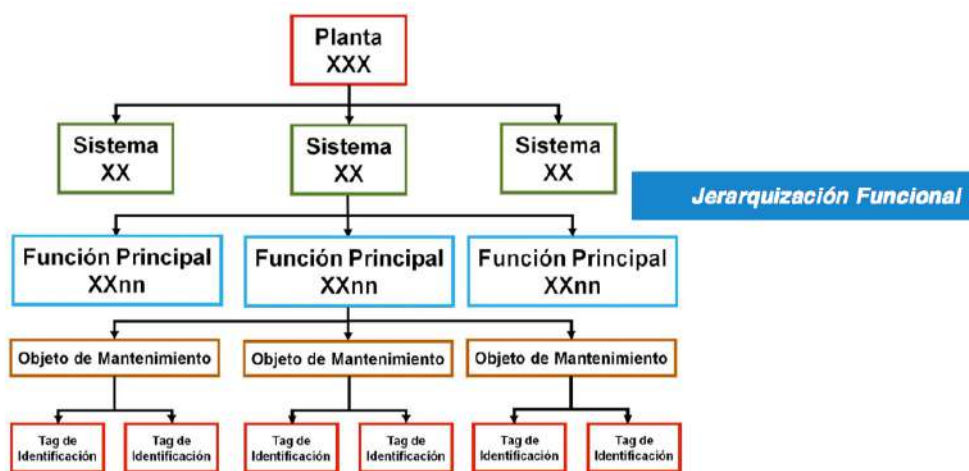 Planta
XXX
Sistema
XX
Sistema
XX
Sistema
XX
Jerarquización Funcional
Función Principal
XXnn
Función Principal
XXnn
Función Principal
XXnn
Objeto de Mantenimiento
Objeto de Mantenimiento
Objeto de Mantenimiento
Tag de
Identificación
Tag de
Identificación
Tag de
Identificación
Tag de
Identificación
Tag de
Identificación
Tag de
Identificación